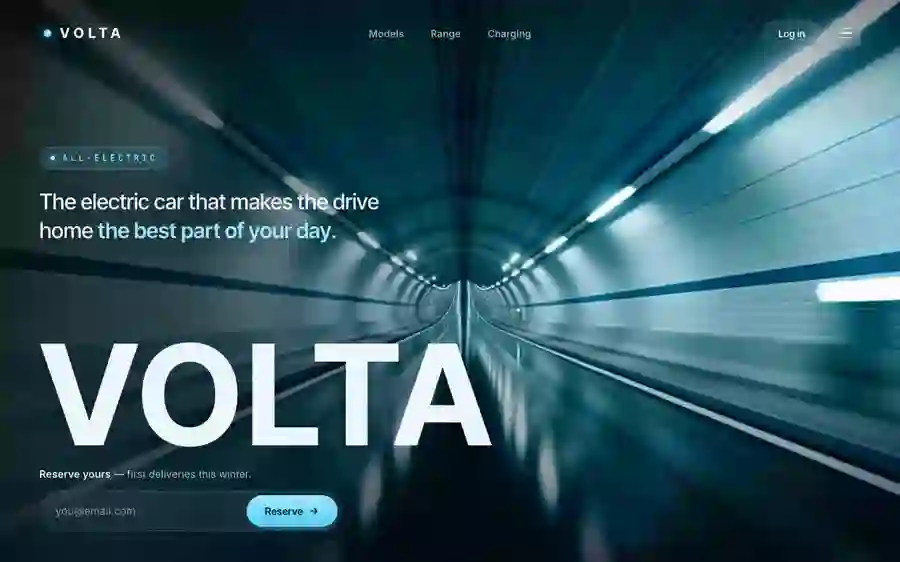 VOLTA
Models Range Charging
Log in
ALL-ELECTRIC
The electric car that makes the drive
home the best part of your day.
VOLTA
Reserve yours — first deliveries this winter.
you@email.com
Reserve →